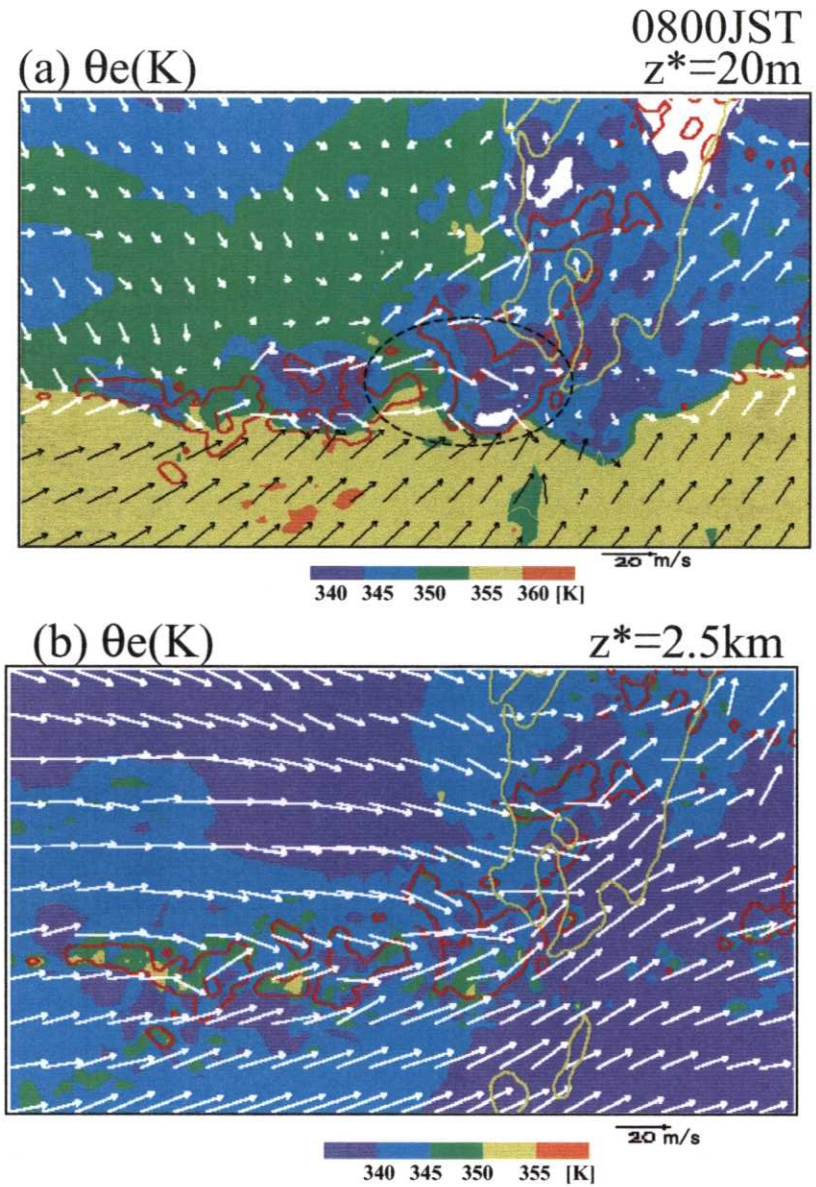 0800JST
(a) θe(K) z*=20m
20 m/s
340 345 350 355 360 [K]
(b) θe(K) z*=2.5km
20 m/s
340 345 350 355 [K]